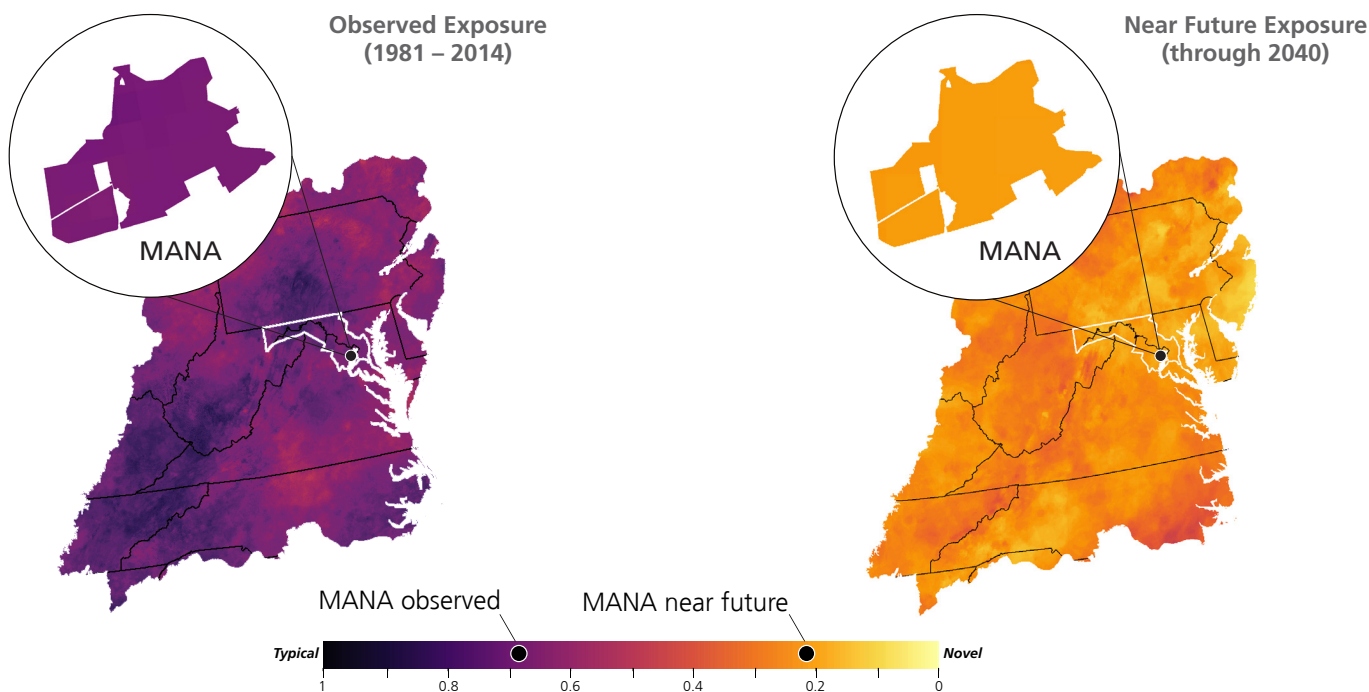 Observed Exposure
(1981 – 2014)
MANA
Near Future Exposure
(through 2040)
MANA
MANA observed
MANA near future
Typical
Novel
1
0.8
0.6
0.4
0.2
0